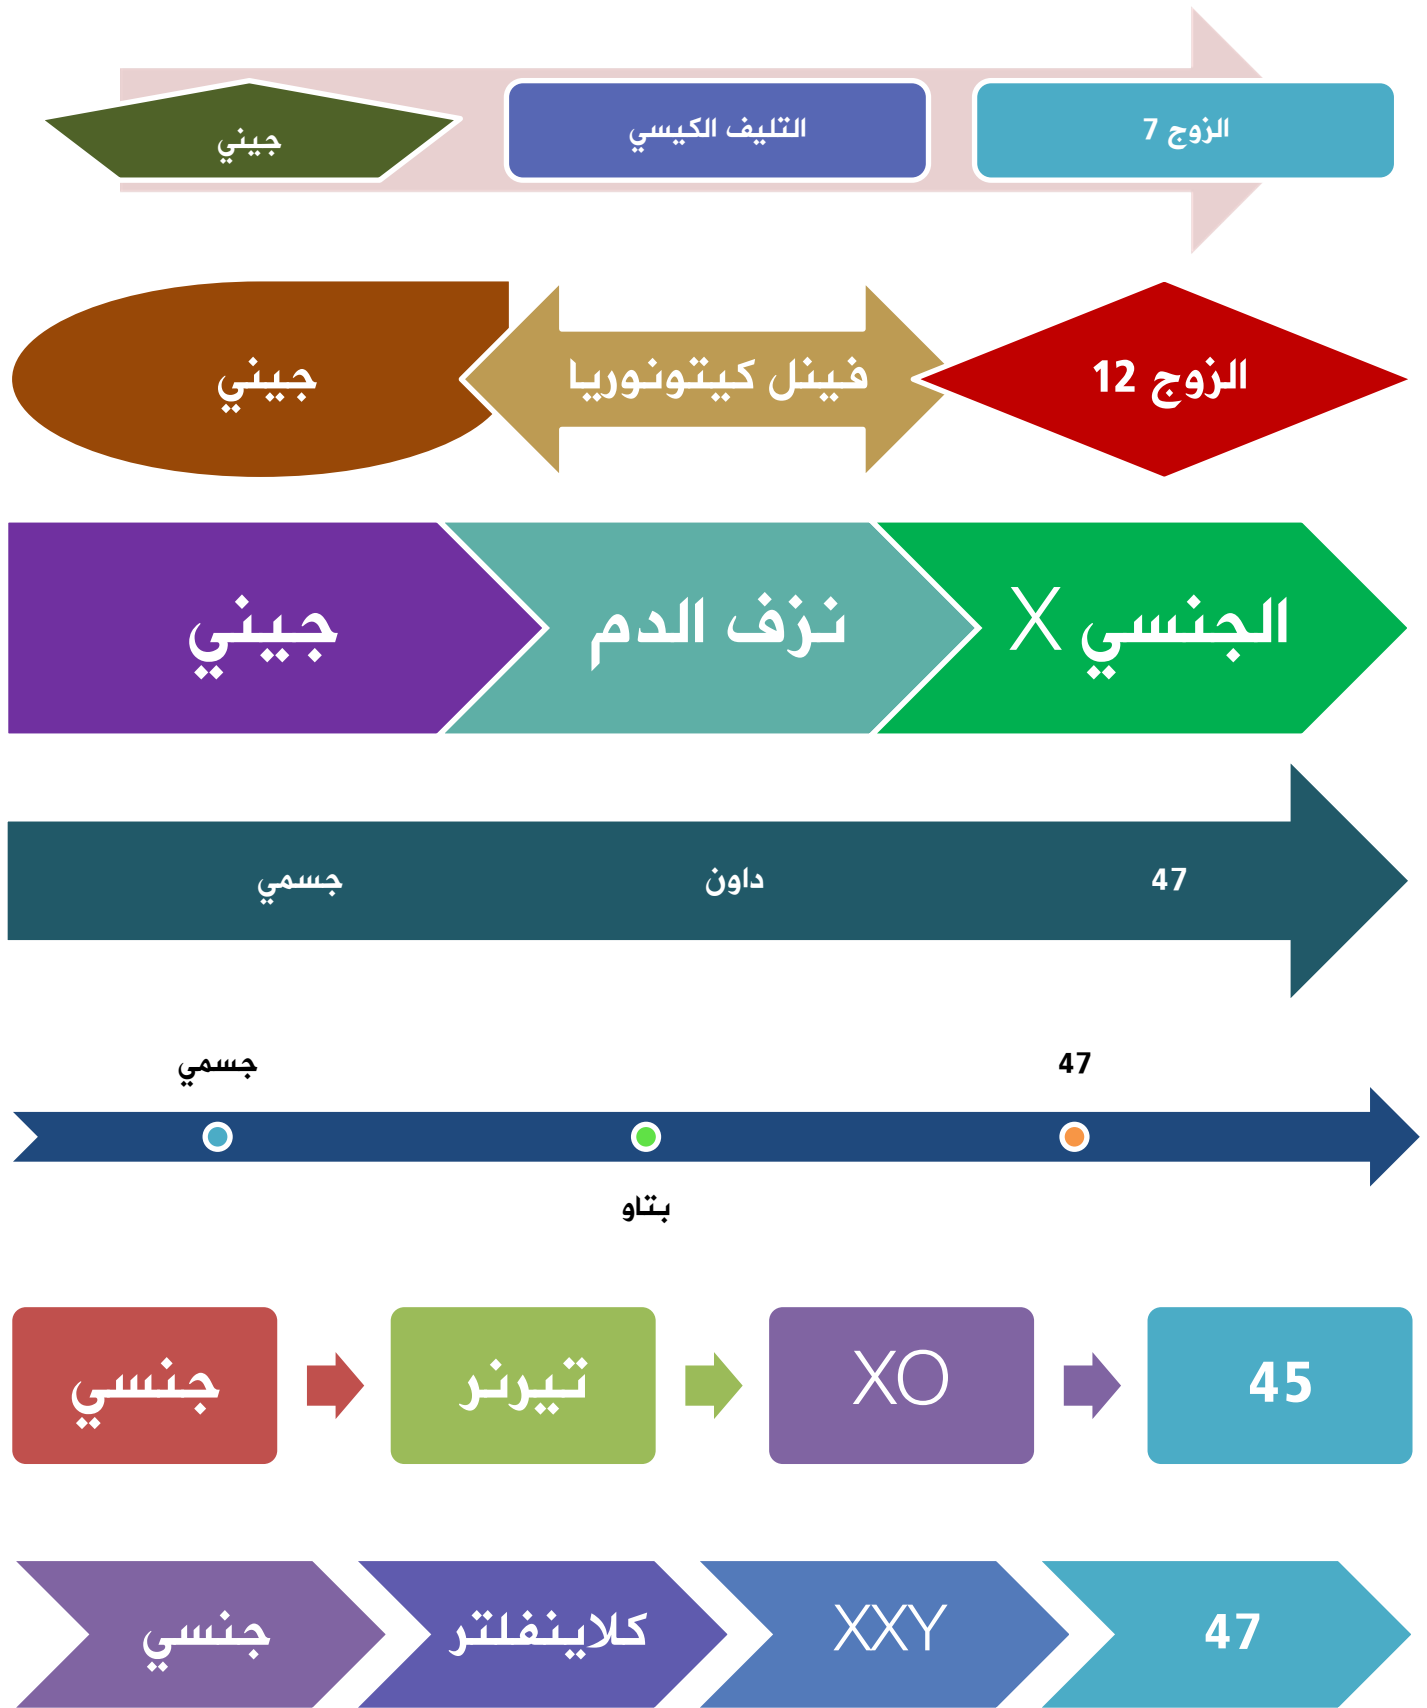 جيني
التليف الكيسي
الزوج 7
جيني
فينل كيتونوريا
الزوج 12
جيني
نزف الدم
الجنسي X
جسمي
داون
47
جسمي
47
بتاو
جنسي
تيرنر
XO
45
جنسي
كلاينفلتر
XXY
47